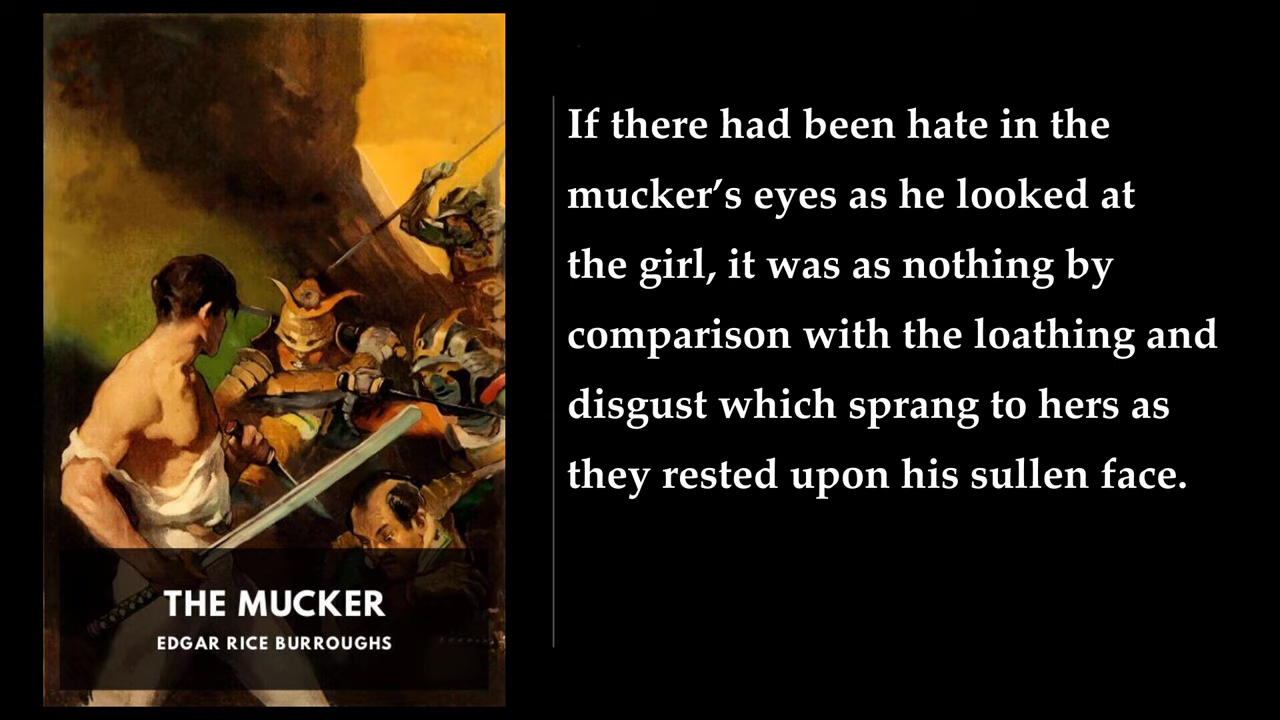 THE MUCKER
EDGAR RICE BURROUGHS
If there had been hate in the
mucker’s eyes as he looked at
the girl, it was as nothing by
comparison with the loathing and
disgust which sprang to hers as
they rested upon his sullen face.